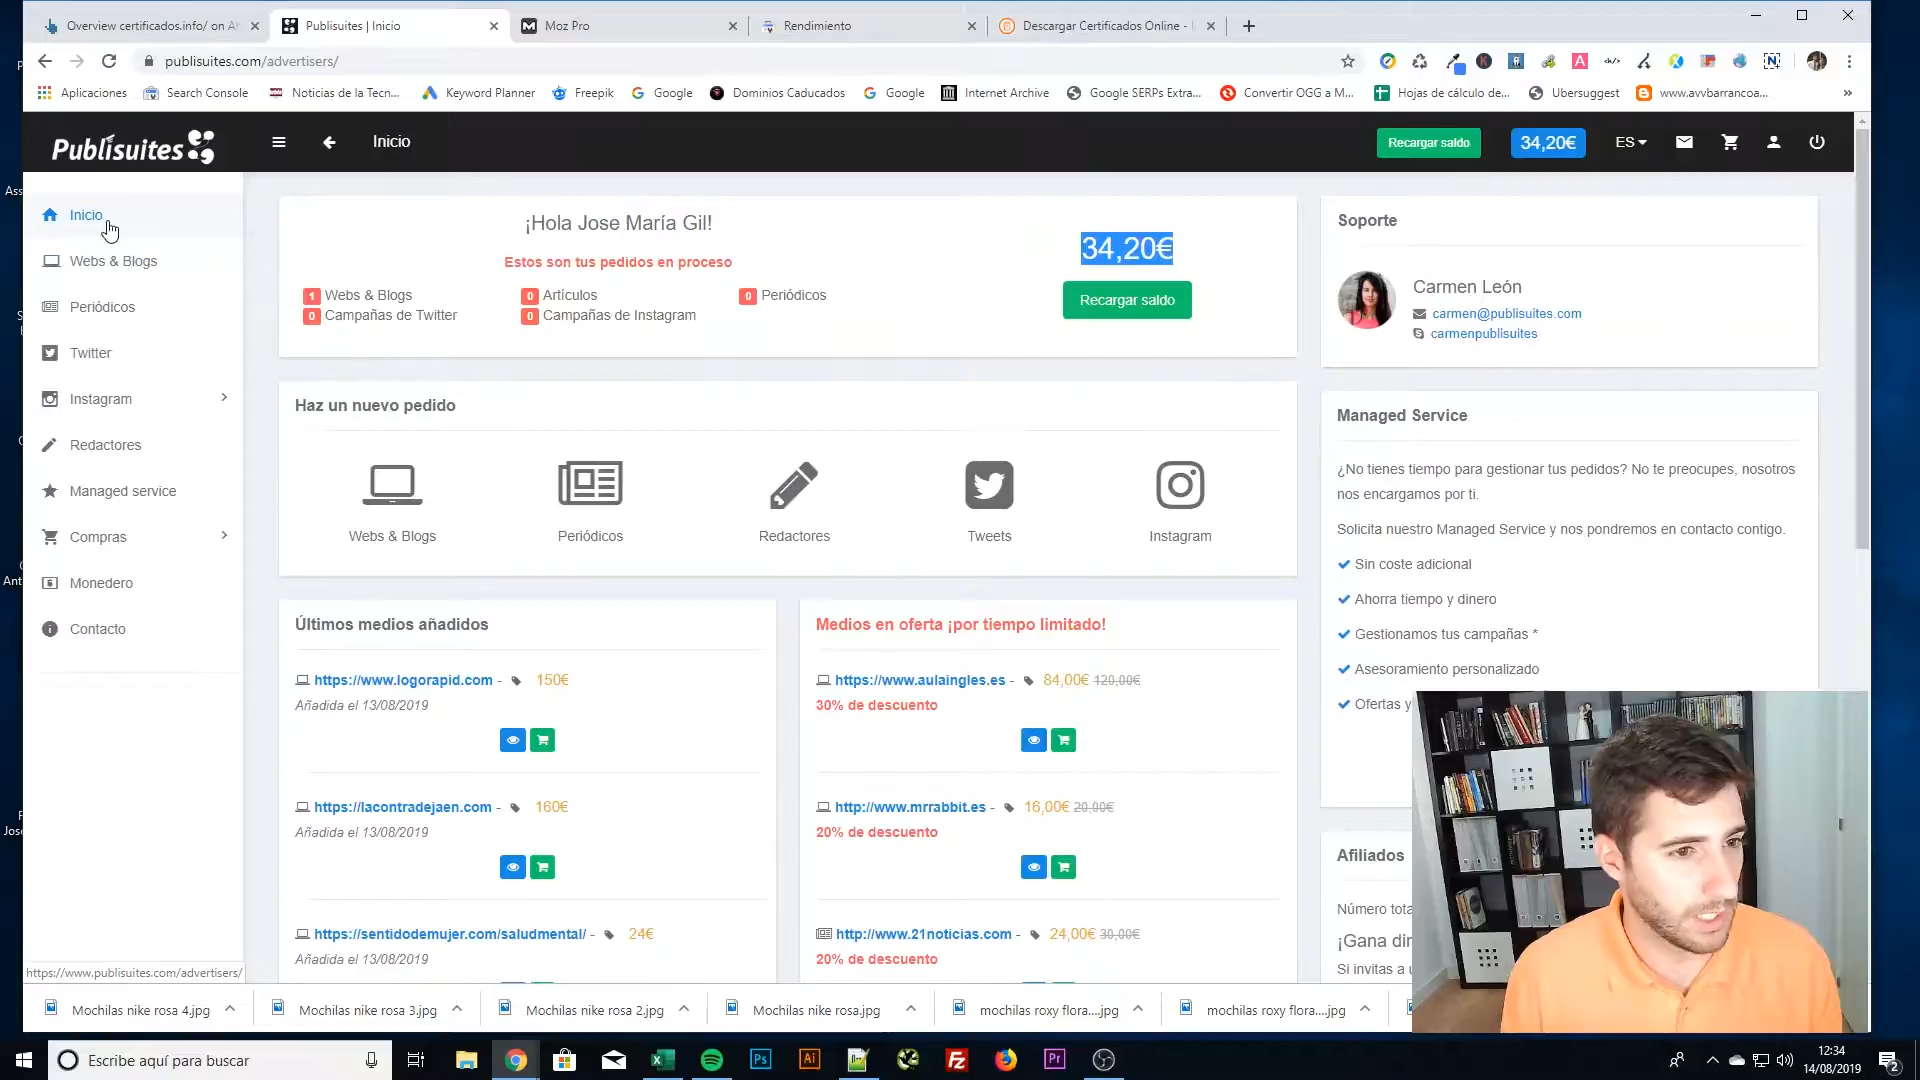 Overview certificados.info/ on A
Publisuites | Inicio
Moz Pro
Rendimiento
Descargar Certificados Online -
publisuites.com/advertisers/
Aplicaciones
Search Console
Noticias de la Tecn...
Keyword Planner
Freepik
Google
Dominios Caducados
Google
Internet Archive
Google SERPs Extra...
Convertir OGG a M...
Hojas de cálculo de...
Ubersuggest
www.avvbarrancoa...
Publisuites
Inicio
Recargar saldo
34,20€
ES
Inicio
Webs & Blogs
Periódicos
Twitter
Instagram
Redactores
Managed service
Compras
Monedero
Contacto
¡Hola Jose María Gil!
Estos son tus pedidos en proceso
1 Webs & Blogs
0 Artículos
0 Periódicos
0 Campañas de Twitter
0 Campañas de Instagram
34,20€
Recargar saldo
Soporte
Carmen León
carmen@publisuites.com
carmenpublisuites
Haz un nuevo pedido
Webs & Blogs
Periódicos
Redactores
Tweets
Instagram
Managed Service
¿No tienes tiempo para gestionar tus pedidos? No te preocupes, nosotros
nos encargamos por ti.
Solicita nuestro Managed Service y nos pondremos en contacto contigo.
Sin coste adicional
Ahorra tiempo y dinero
Gestionamos tus campañas *
Asesoramiento personalizado
Ofertas y
Últimos medios añadidos
https://www.logorapid.com - 150€
Añadida el 13/08/2019
https://lacontradejaen.com - 160€
Añadida el 13/08/2019
https://sentidodemujer.com/saludmental/ - 24€
Añadida el 13/08/2019
Medios en oferta ¡por tiempo limitado!
https://www.aulaingles.es - 84,00€ 120,00€
30% de descuento
http://www.mrrabbit.es - 16,00€ 20,00€
20% de descuento
http://www.21noticias.com - 24,00€ 30,00€
20% de descuento
Afiliados
Número tota
¡Gana din
Si invitas a u
https://www.publisuites.com/advertisers/
Mochilas nike rosa 4.jpg
Mochilas nike rosa 3.jpg
Mochilas nike rosa 2.jpg
Mochilas nike rosa.jpg
mochilas roxy flora....jpg
mochilas roxy flora....jpg
Escribe aquí para buscar
12:34
14/08/2019
2